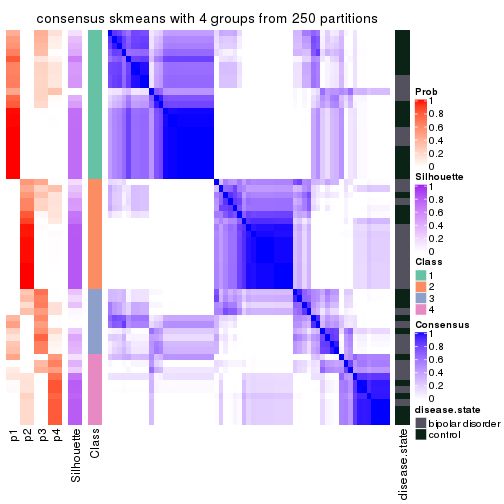 consensus skmeans with 4 groups from 250 partitions
Prob
1
0.8
0.6
0.4
0.2
0
Silhouette
1
0.8
0.6
0.4
0.2
0
Class
1
2
3
4
Consensus
1
0.8
0.6
0.4
0.2
0
disease.state
bipolar disorder
control
p1
p2
p3
p4
Silhouette
Class
disease.state